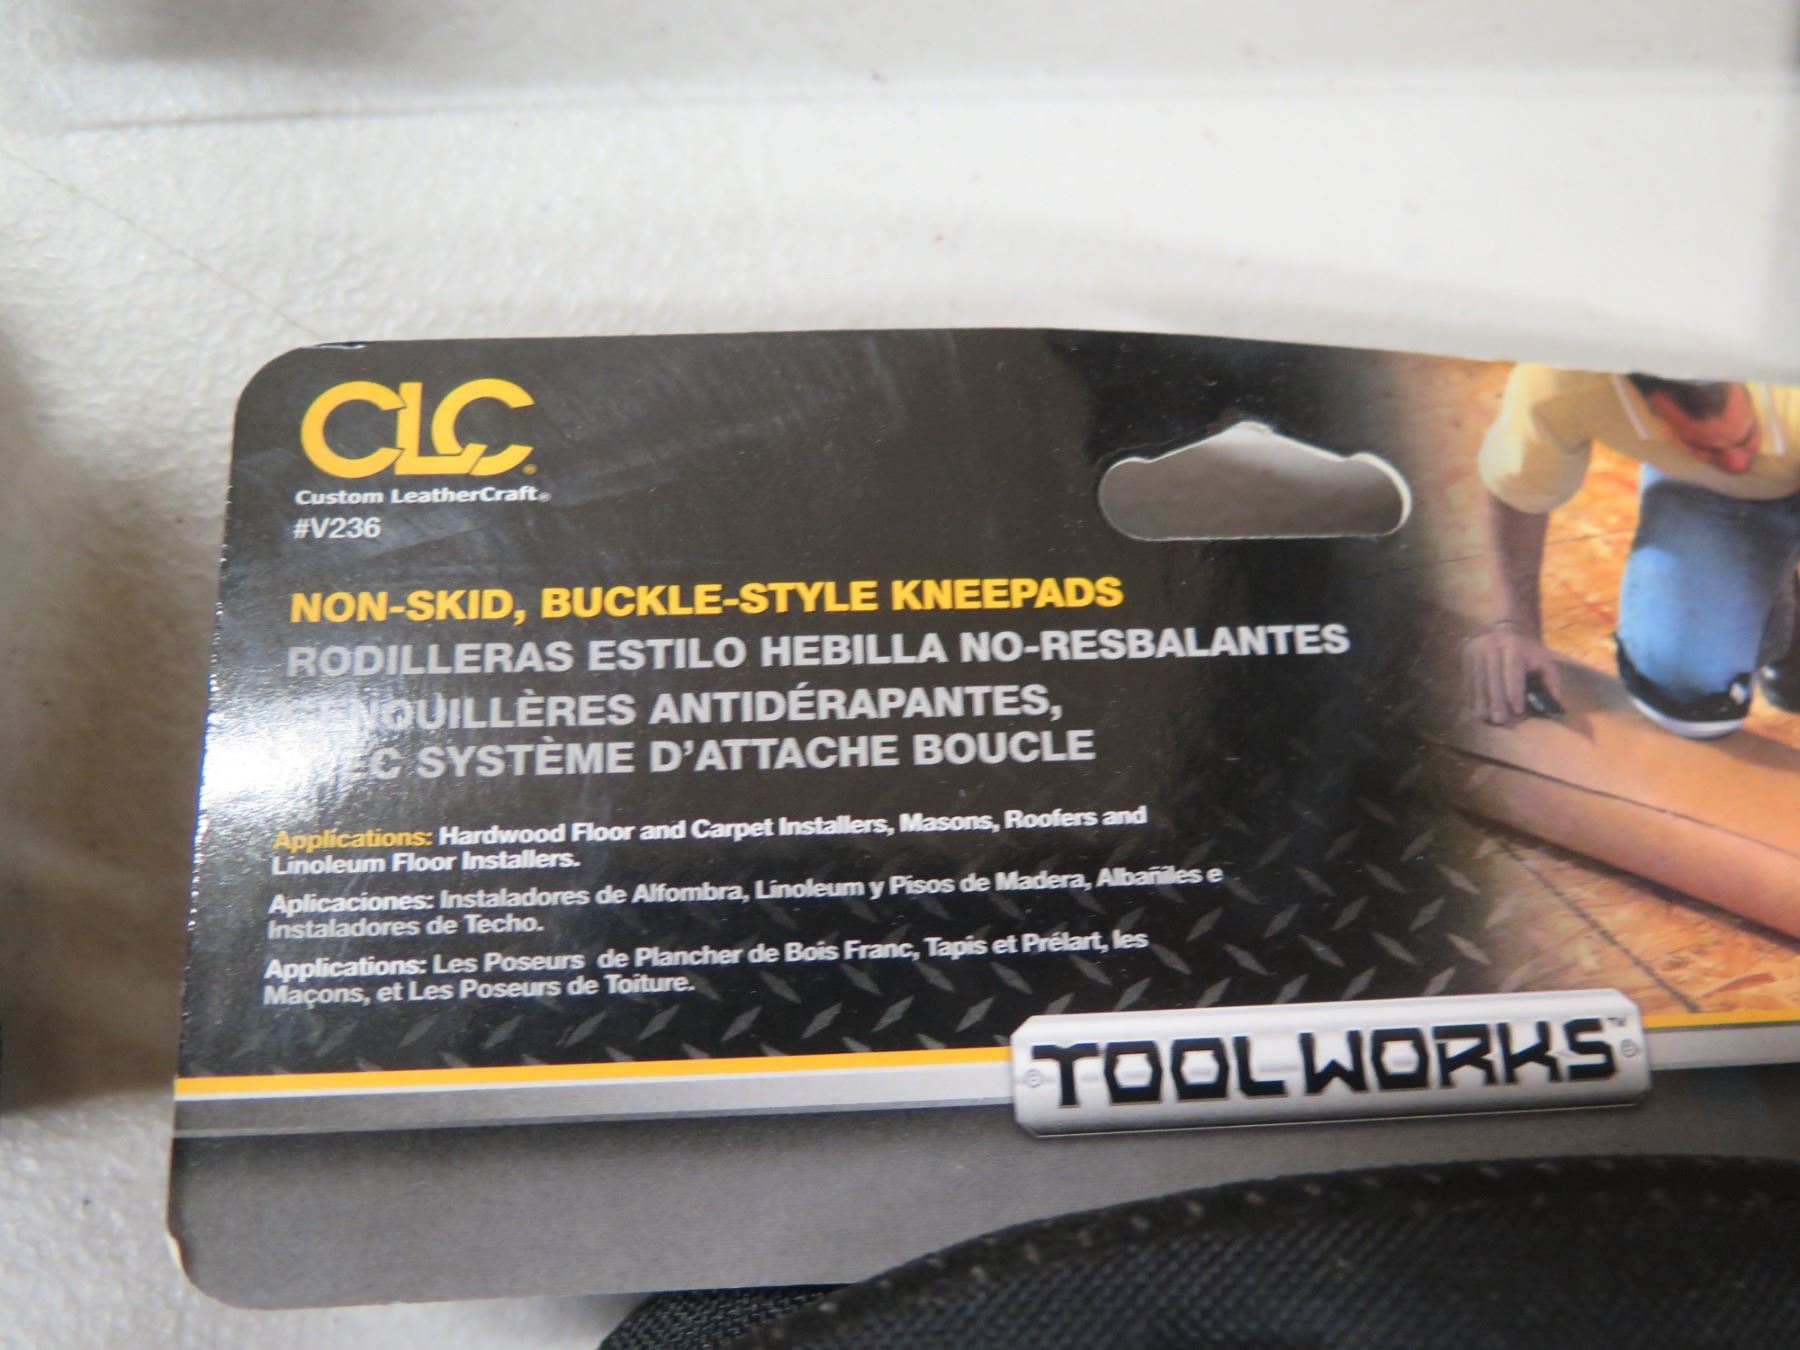 CLC®
Custom LeatherCraft®
#V236
NON-SKID, BUCKLE-STYLE KNEEPADS
RODILLERAS ESTILO HEBILLA NO-RESBALANTES
GENOUILLÈRES ANTIDÉRAPANTES,
AVEC SYSTÈME D'ATTACHE BOUCLE
Applications: Hardwood Floor and Carpet Installers, Masons, Roofers and
Linoleum Floor Installers.
Aplicaciones: Instaladores de Alfombra, Linoleum y Pisos de Madera, Albañiles e
Instaladores de Techo.
Applications: Les Poseurs de Plancher de Bois Franc, Tapis et Prélart, les
Maçons, et Les Poseurs de Toiture.
TOOLWORKS™